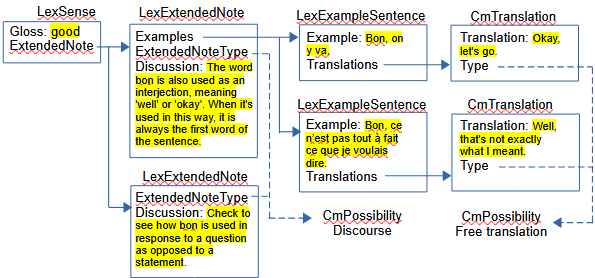 LexSense
Gloss: good
ExtendedNote
LexExtendedNote
Examples
ExtendedNoteType
Discussion: The word
bon is also used as an
interjection, meaning
'well' or 'okay'. When it's
used in this way, it is
always the first word of
the sentence.
LexExtendedNote
ExtendedNoteType
Discussion: Check to
see how bon is used in
response to a question
as opposed to a
statement.
LexExampleSentence
Example: Bon, on
y va.
Translations
LexExampleSentence
Example: Bon, ce
n'est pas tout à fait
ce que je voulais
dire.
Translations
CmTranslation
Translation: Okay,
let's go.
Type
CmTranslation
Translation: Well,
that's not exactly
what I meant.
Type
CmPossibility
Discourse
CmPossibility
Free translation